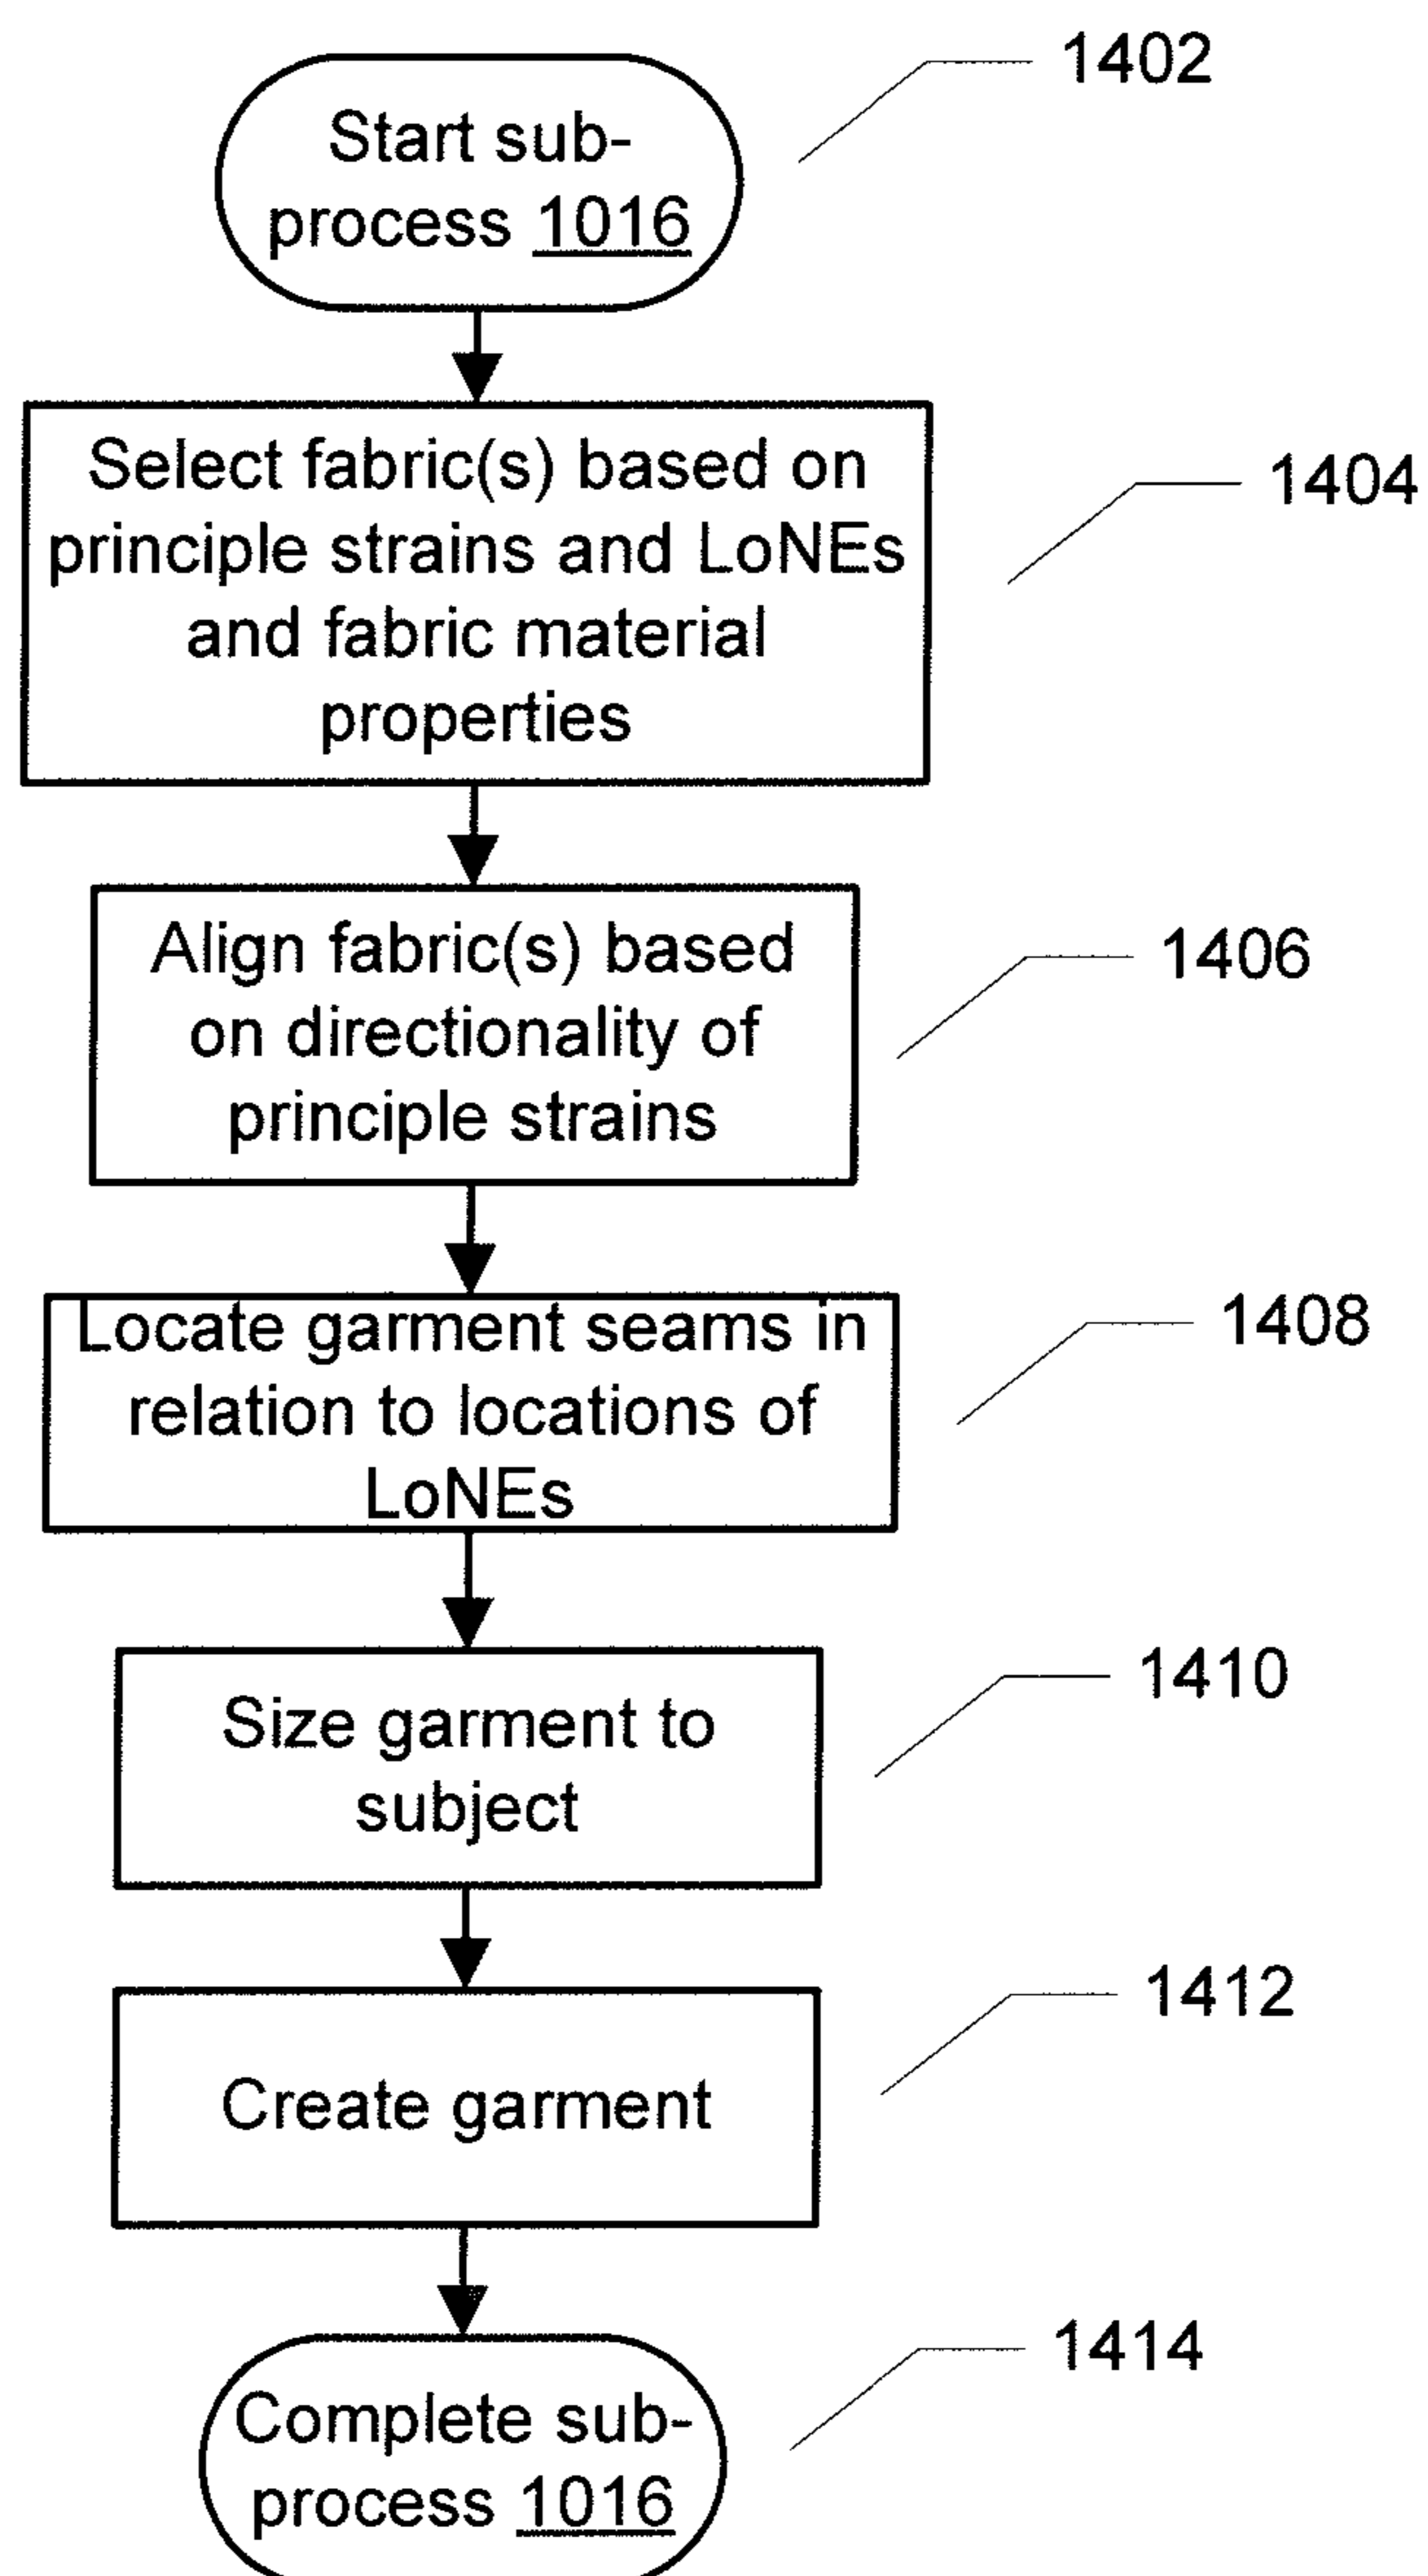 1402
Start sub-
process 1016
1404
Select fabric(s) based on
principle strains and LoNEs
and fabric material
properties
1406
Align fabric(s) based
on directionality of
principle strains
1408
Locate garment seams in
relation to locations of
LoNEs
1410
Size garment to
subject
1412
Create garment
1414
Complete sub-
process 1016